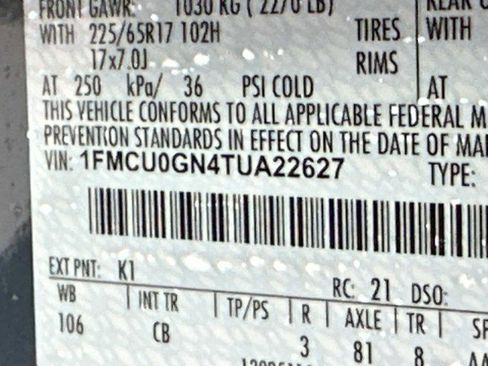 FRONT GAWR: 1030 KG ( 2270 LB)
WITH 225/65R17 102H TIRES WITH
17x7.0J RIMS
AT 250 kPa/ 36 PSI COLD AT
THIS VEHICLE CONFORMS TO ALL APPLICABLE FEDERAL M
PREVENTION STANDARDS IN EFFECT ON THE DATE OF MA
VIN: 1FMCU0GN4TUA22627 TYPE:
EXT PNT: K1 RC: 21 DSO:
WB INT TR TP/PS R AXLE TR SP
106 CB 3 81 8